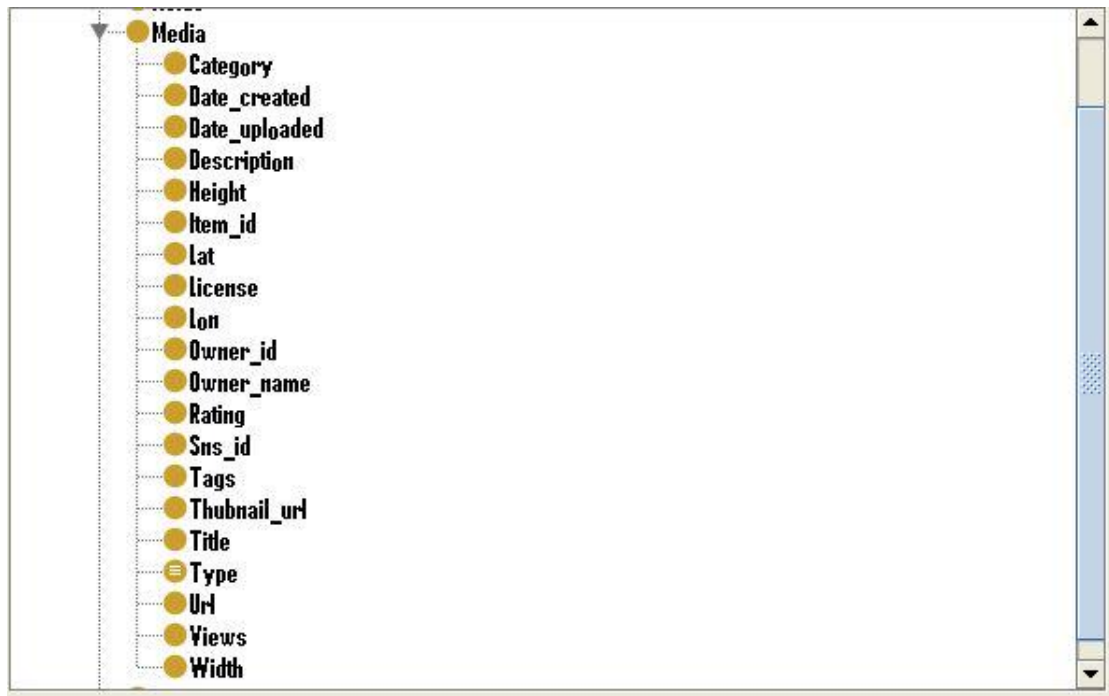 Media
Category
Date_created
Date_uploaded
Description
Height
Item_id
Lat
License
Lon
Owner_id
Owner_name
Rating
Sns_id
Tags
Thubnail_url
Title
Type
Url
Views
Width